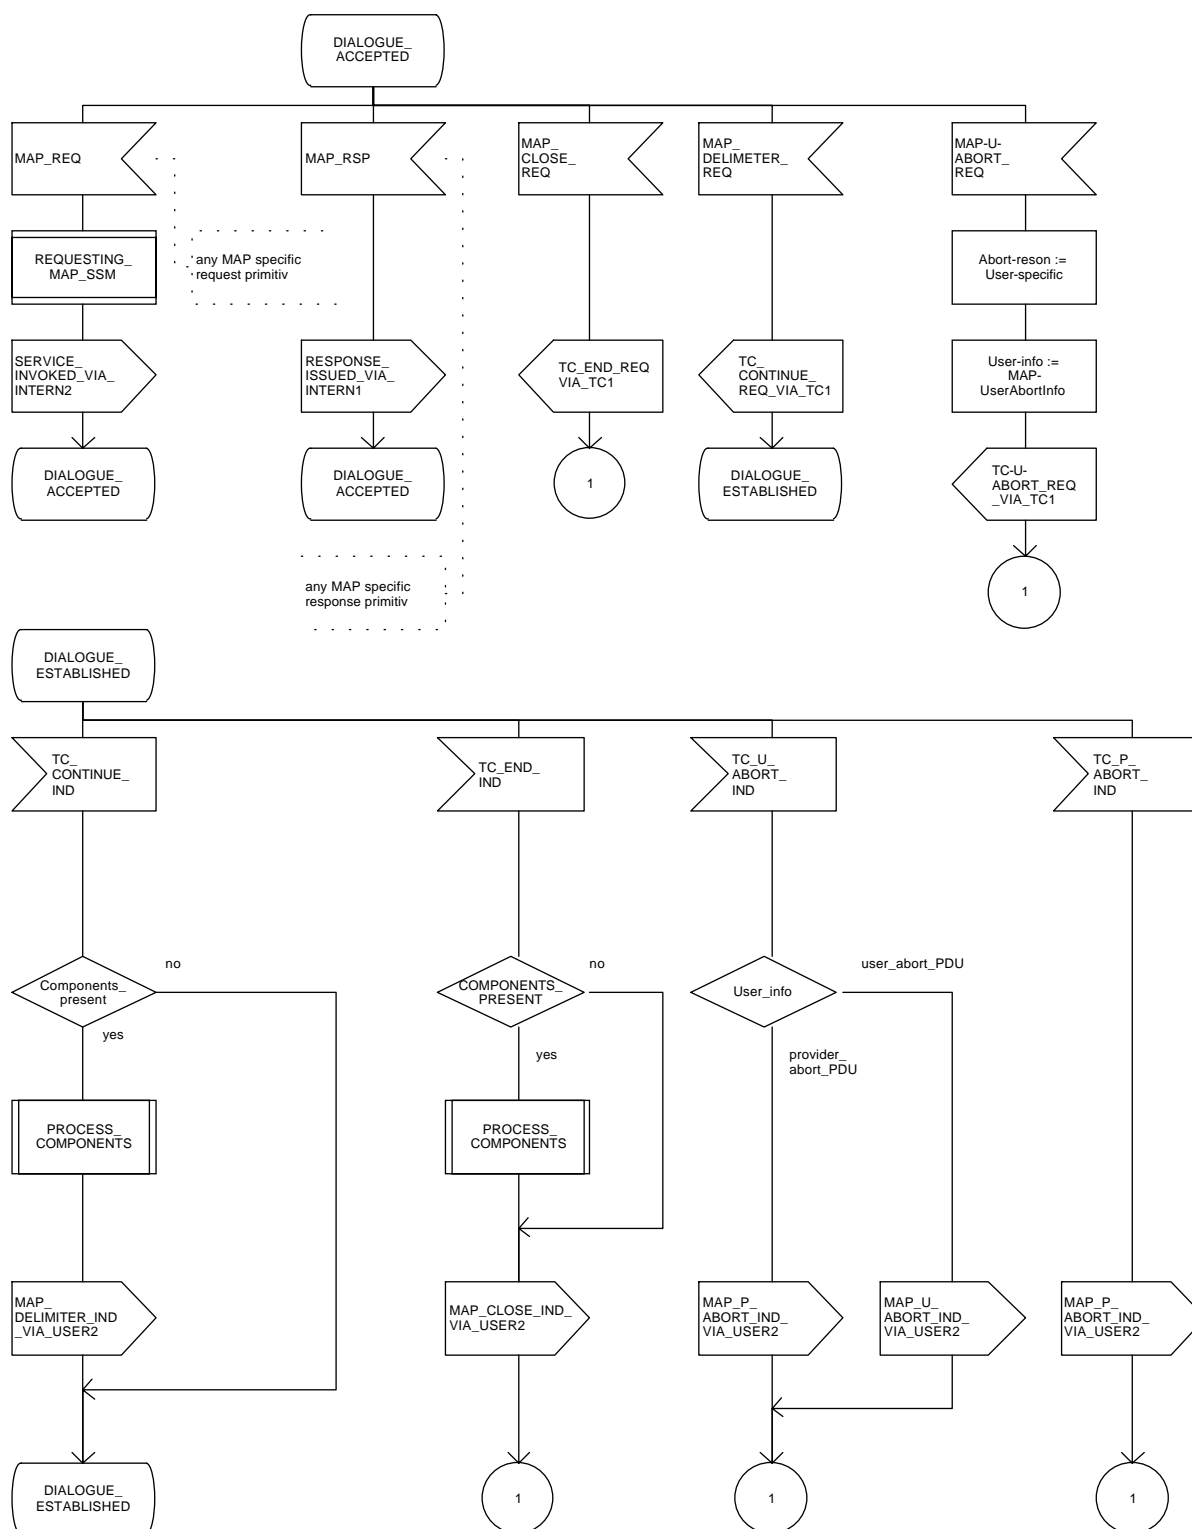 DIALOGUE_
ACCEPTED
MAP_REQ
MAP_RSP
MAP_
CLOSE_
REQ
MAP_
DELIMETER_
REQ
MAP-U-
ABORT_
REQ
REQUESTING_
MAP_SSM
any MAP specific
request primitiv
Abort-reson :=
User-specific
SERVICE_
INVOKED_VIA_
INTERN2
RESPONSE_
ISSUED_VIA_
INTERN1
TC_END_REQ
VIA_TC1
TC_
CONTINUE_
REQ_VIA_TC1
User-info :=
MAP-
UserAbortInfo
DIALOGUE_
ACCEPTED
DIALOGUE_
ACCEPTED
1
DIALOGUE_
ESTABLISHED
TC-U-
ABORT_REQ
_VIA_TC1
any MAP specific
response primitiv
1
DIALOGUE_
ESTABLISHED
TC_
CONTINUE_
IND
TC_END_
IND
TC_U_
ABORT_
IND
TC_P_
ABORT_
IND
no
no
user_abort_PDU
Components_
present
COMPONENTS_
PRESENT
User_info
yes
yes
provider_
abort_PDU
PROCESS_
COMPONENTS
PROCESS_
COMPONENTS
MAP_
DELIMITER_IND
_VIA_USER2
MAP_CLOSE_IND_
VIA_USER2
MAP_P_
ABORT_IND_
VIA_USER2
MAP_U_
ABORT_IND_
VIA_USER2
MAP_P_
ABORT_IND_
VIA_USER2
DIALOGUE_
ESTABLISHED
1
1
1